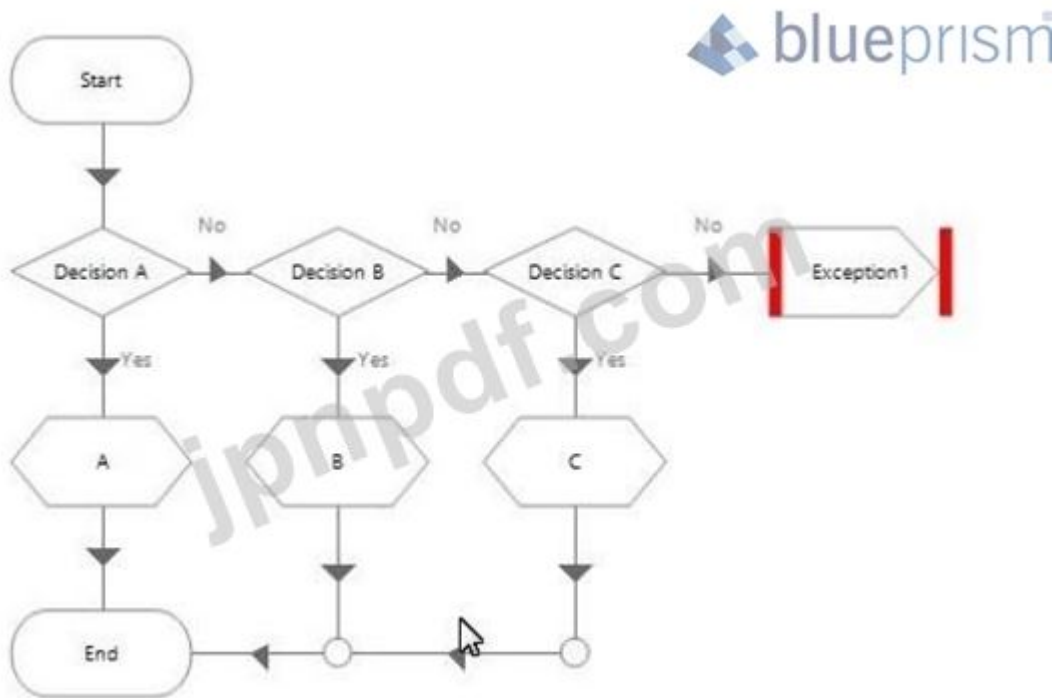 blueprism
Start
No
No
No
Decision A
Decision B
Decision C
Exception1
Yes
Yes
Yes
A
B
C
End
jpnpdf.com